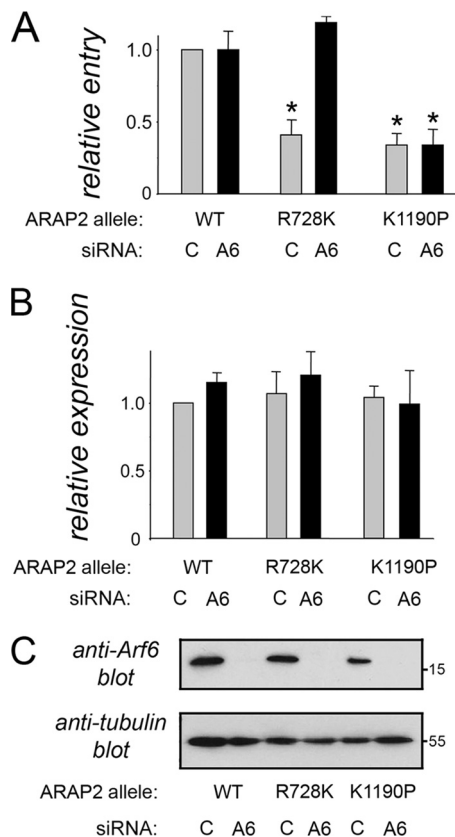 A
relative entry
1.0
0.5
0
*
* *
ARAP2 allele: WT R728K K1190P
siRNA: C A6 C A6 C A6
B
relative expression
1.0
0.5
0
ARAP2 allele: WT R728K K1190P
siRNA: C A6 C A6 C A6
C
anti-Arf6
blot
-15
anti-tubulin
blot
-55
ARAP2 allele: WT R728K K1190P
siRNA: C A6 C A6 C A6